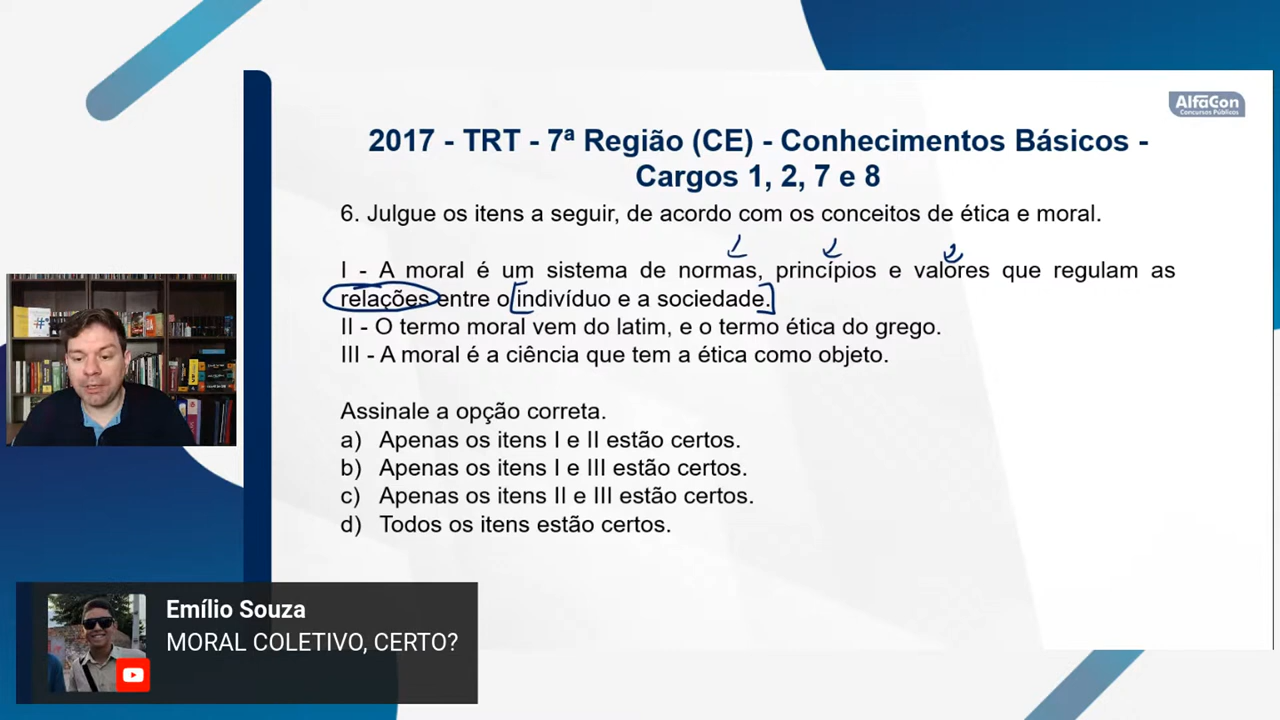 AlfaCon
Concursos Públicos
2017 - TRT - 7ª Região (CE) - Conhecimentos Básicos -
Cargos 1, 2, 7 e 8
6. Julgue os itens a seguir, de acordo com os conceitos de ética e moral.
I - A moral é um sistema de normas, princípios e valores que regulam as
relações entre o indivíduo e a sociedade.
II - O termo moral vem do latim, e o termo ética do grego.
III - A moral é a ciência que tem a ética como objeto.
Assinale a opção correta.
a) Apenas os itens I e II estão certos.
b) Apenas os itens I e III estão certos.
c) Apenas os itens II e III estão certos.
d) Todos os itens estão certos.
Emílio Souza
MORAL COLETIVO, CERTO?